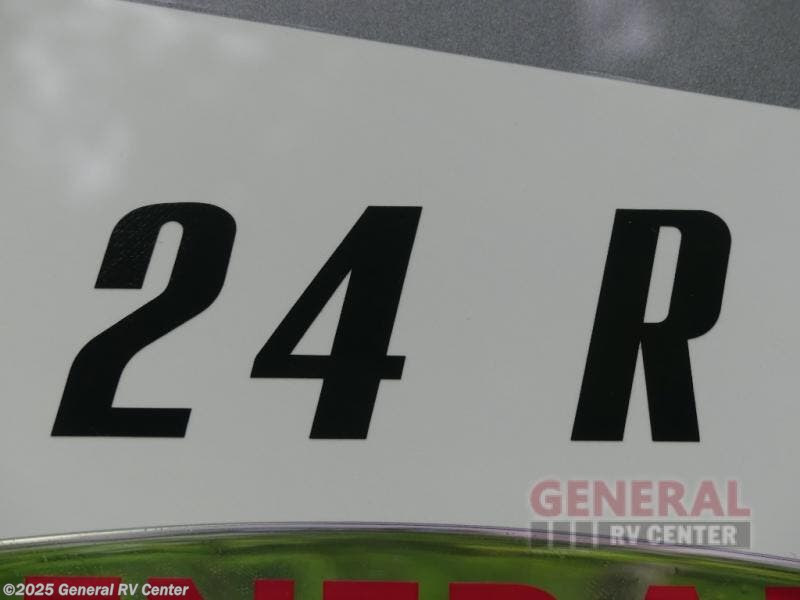 24 R
GENERAL
RV CENTER
©2025 General RV Center